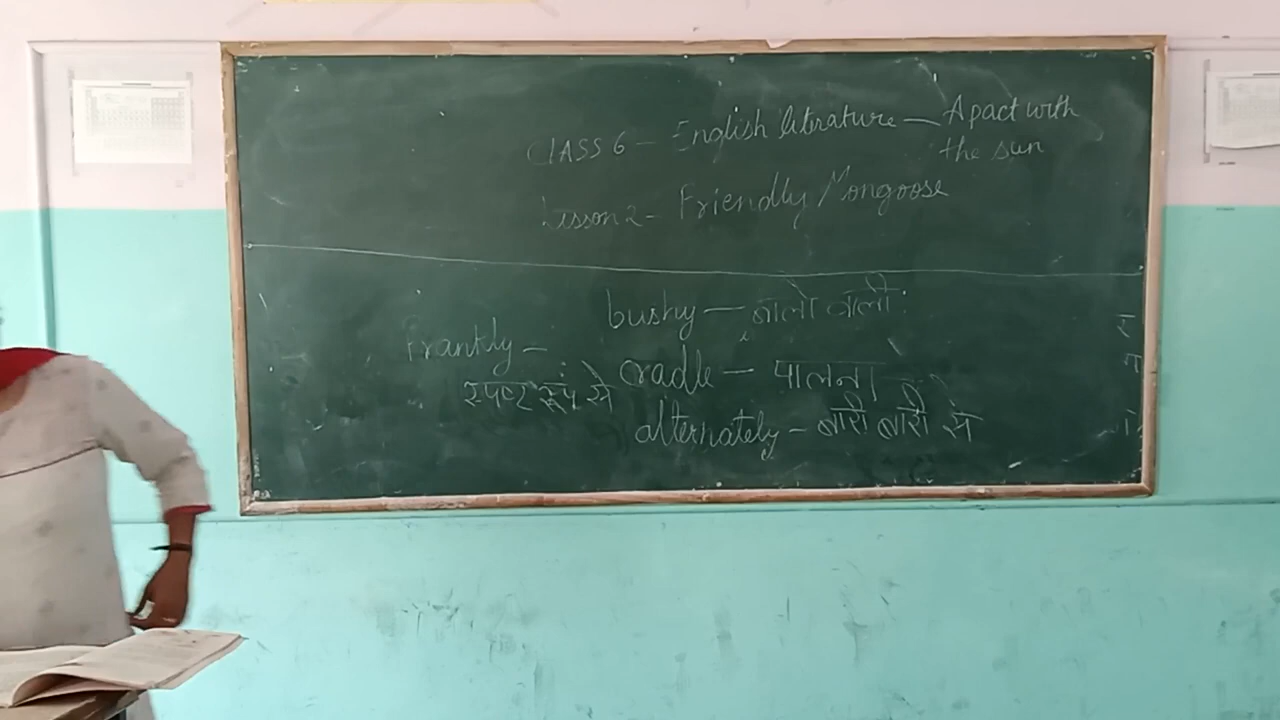 CLASS 6 - English literature - A pact with
the sun
Lesson 2 - Friendly Mongoose
bushy - बालो वाली
Frankly -
स्पष्ट रूप से
cradle - पालना
alternately - बारी बारी से